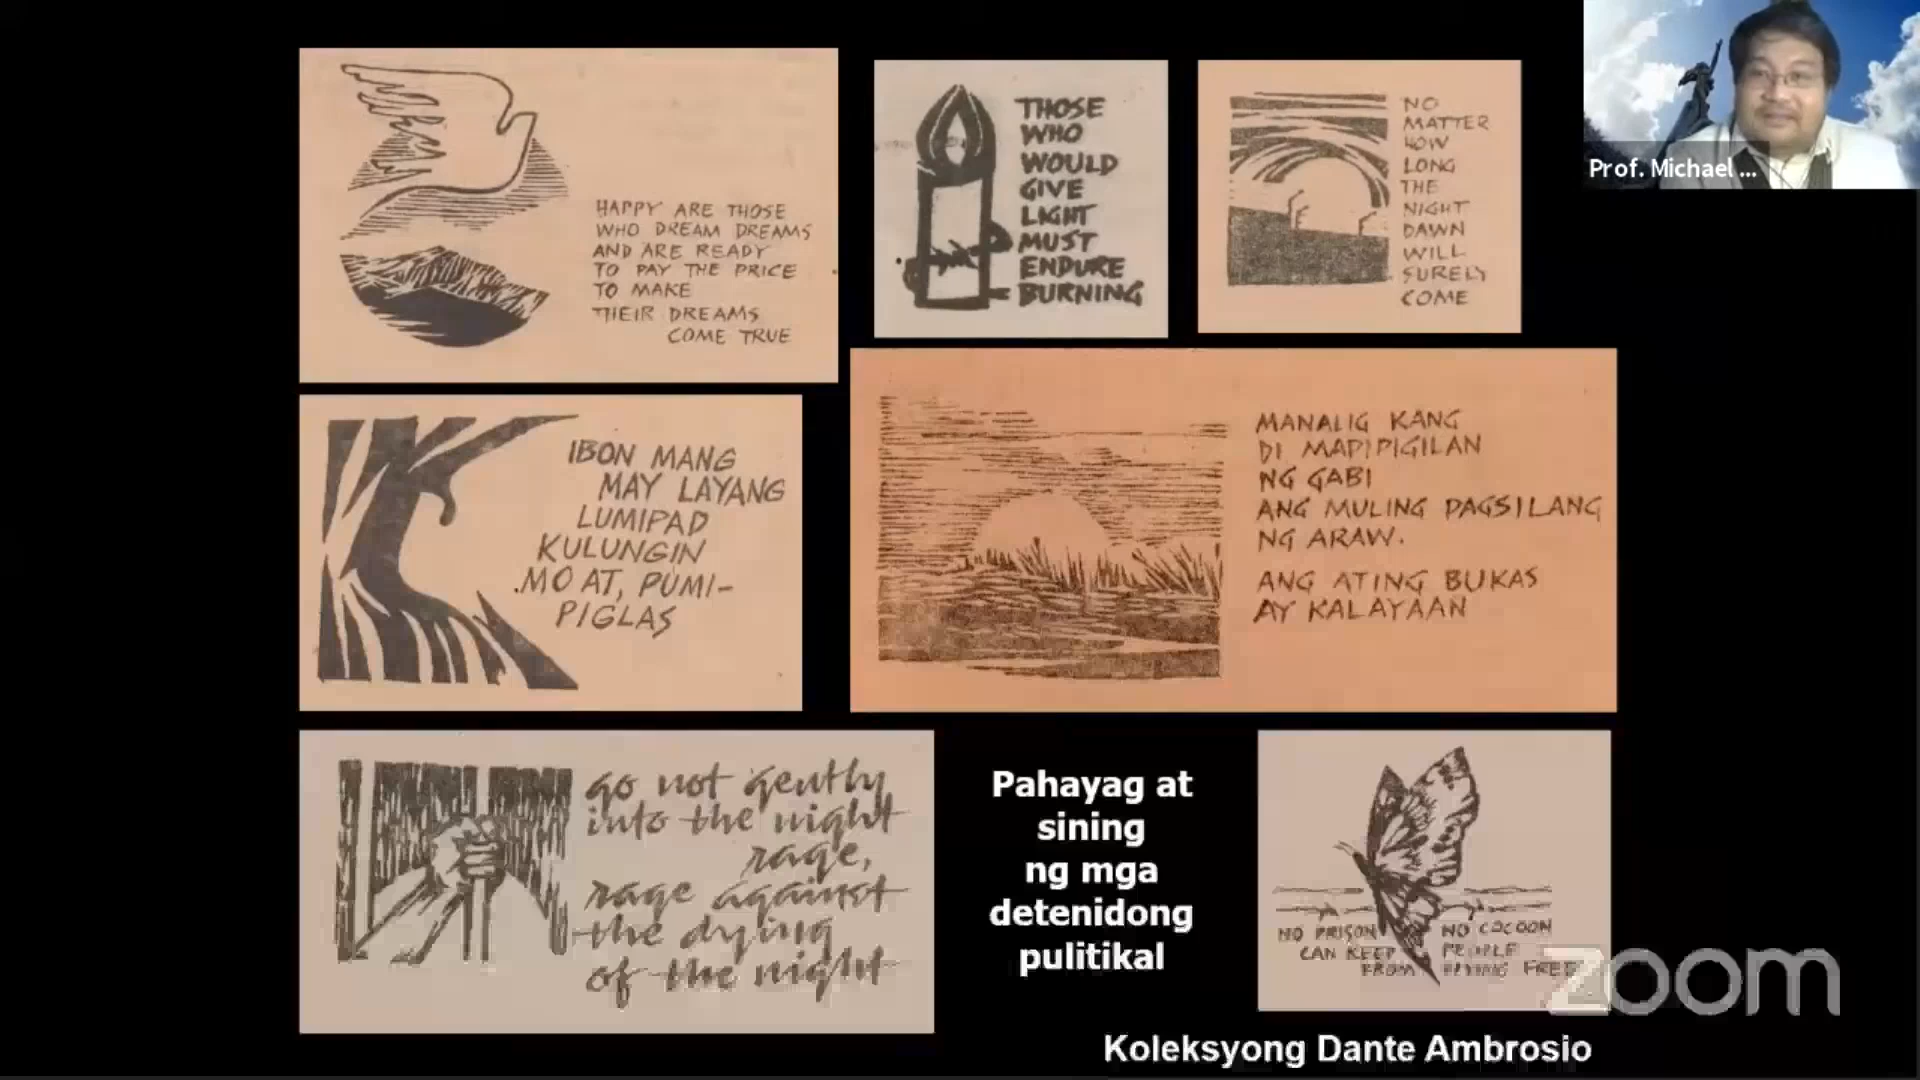 HAPPY ARE THOSE
WHO DREAM DREAMS
AND ARE READY
TO PAY THE PRICE
TO MAKE
THEIR DREAMS
COME TRUE
THOSE
WHO
WOULD
GIVE
LIGHT
MUST
ENDURE
BURNING
NO
MATTER
HOW
LONG
THE
NIGHT
DAWN
WILL
SURELY
COME
Prof. Michael ...
IBON MANG
MAY LAYANG
LUMIPAD
KULUNGIN
MO AT, PUMI-
PIGLAS
MANALIG KANG
DI MAPIPIGILAN
NG GABI
ANG MULING PAGSILANG
NG ARAW.
ANG ATING BUKAS
AY KALAYAAN
go not gently
into the night
rage,
rage against
the dying
of the night
Pahayag at
sining
ng mga
detenidong
pulitikal
NO PRISON NO COCOON
CAN KEEP PEOPLE
FROM FLYING FREE
zoom
Koleksyong Dante Ambrosio